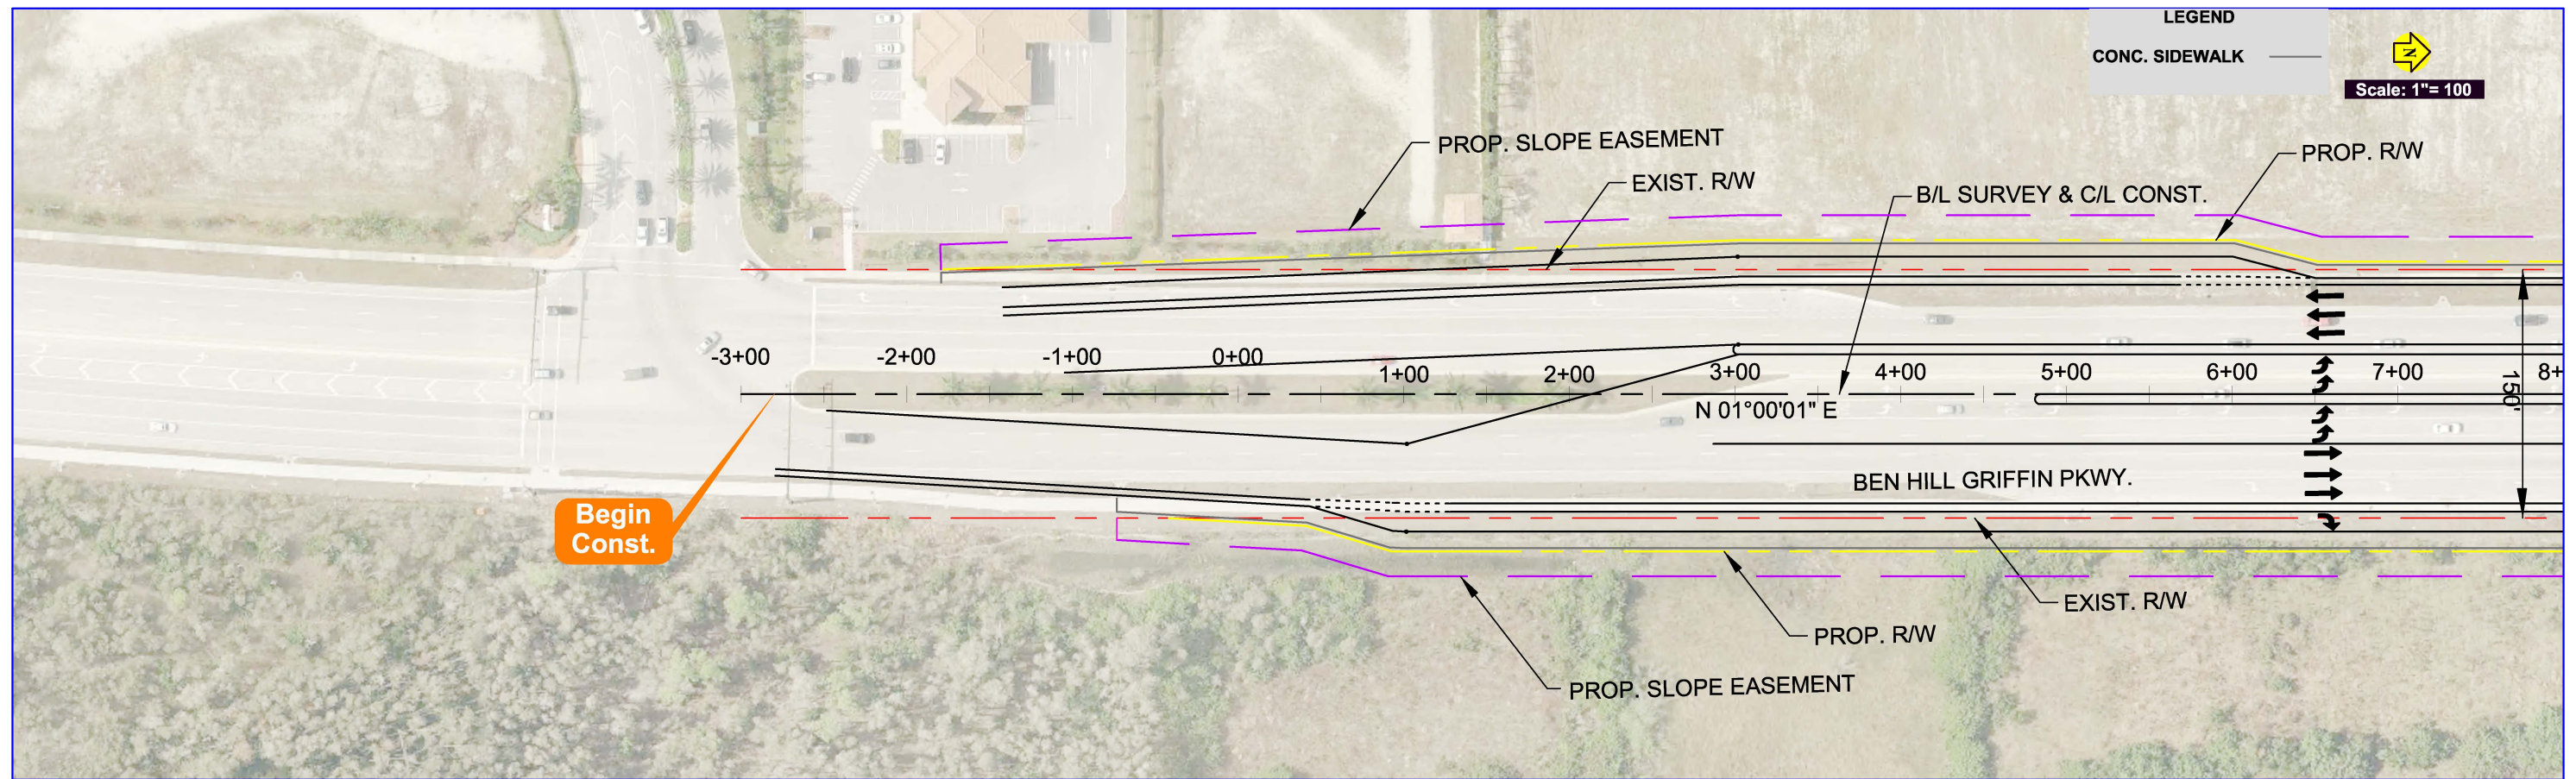 LEGEND
CONC. SIDEWALK
N
Scale: 1"= 100
PROP. SLOPE EASEMENT
PROP. R/W
EXIST. R/W
B/L SURVEY & C/L CONST.
-3+00
-2+00
-1+00
0+00
1+00
2+00
3+00
4+00
5+00
6+00
7+00
N 01°00'01" E
150'
BEN HILL GRIFFIN PKWY.
Begin
Const.
EXIST. R/W
PROP. R/W
PROP. SLOPE EASEMENT